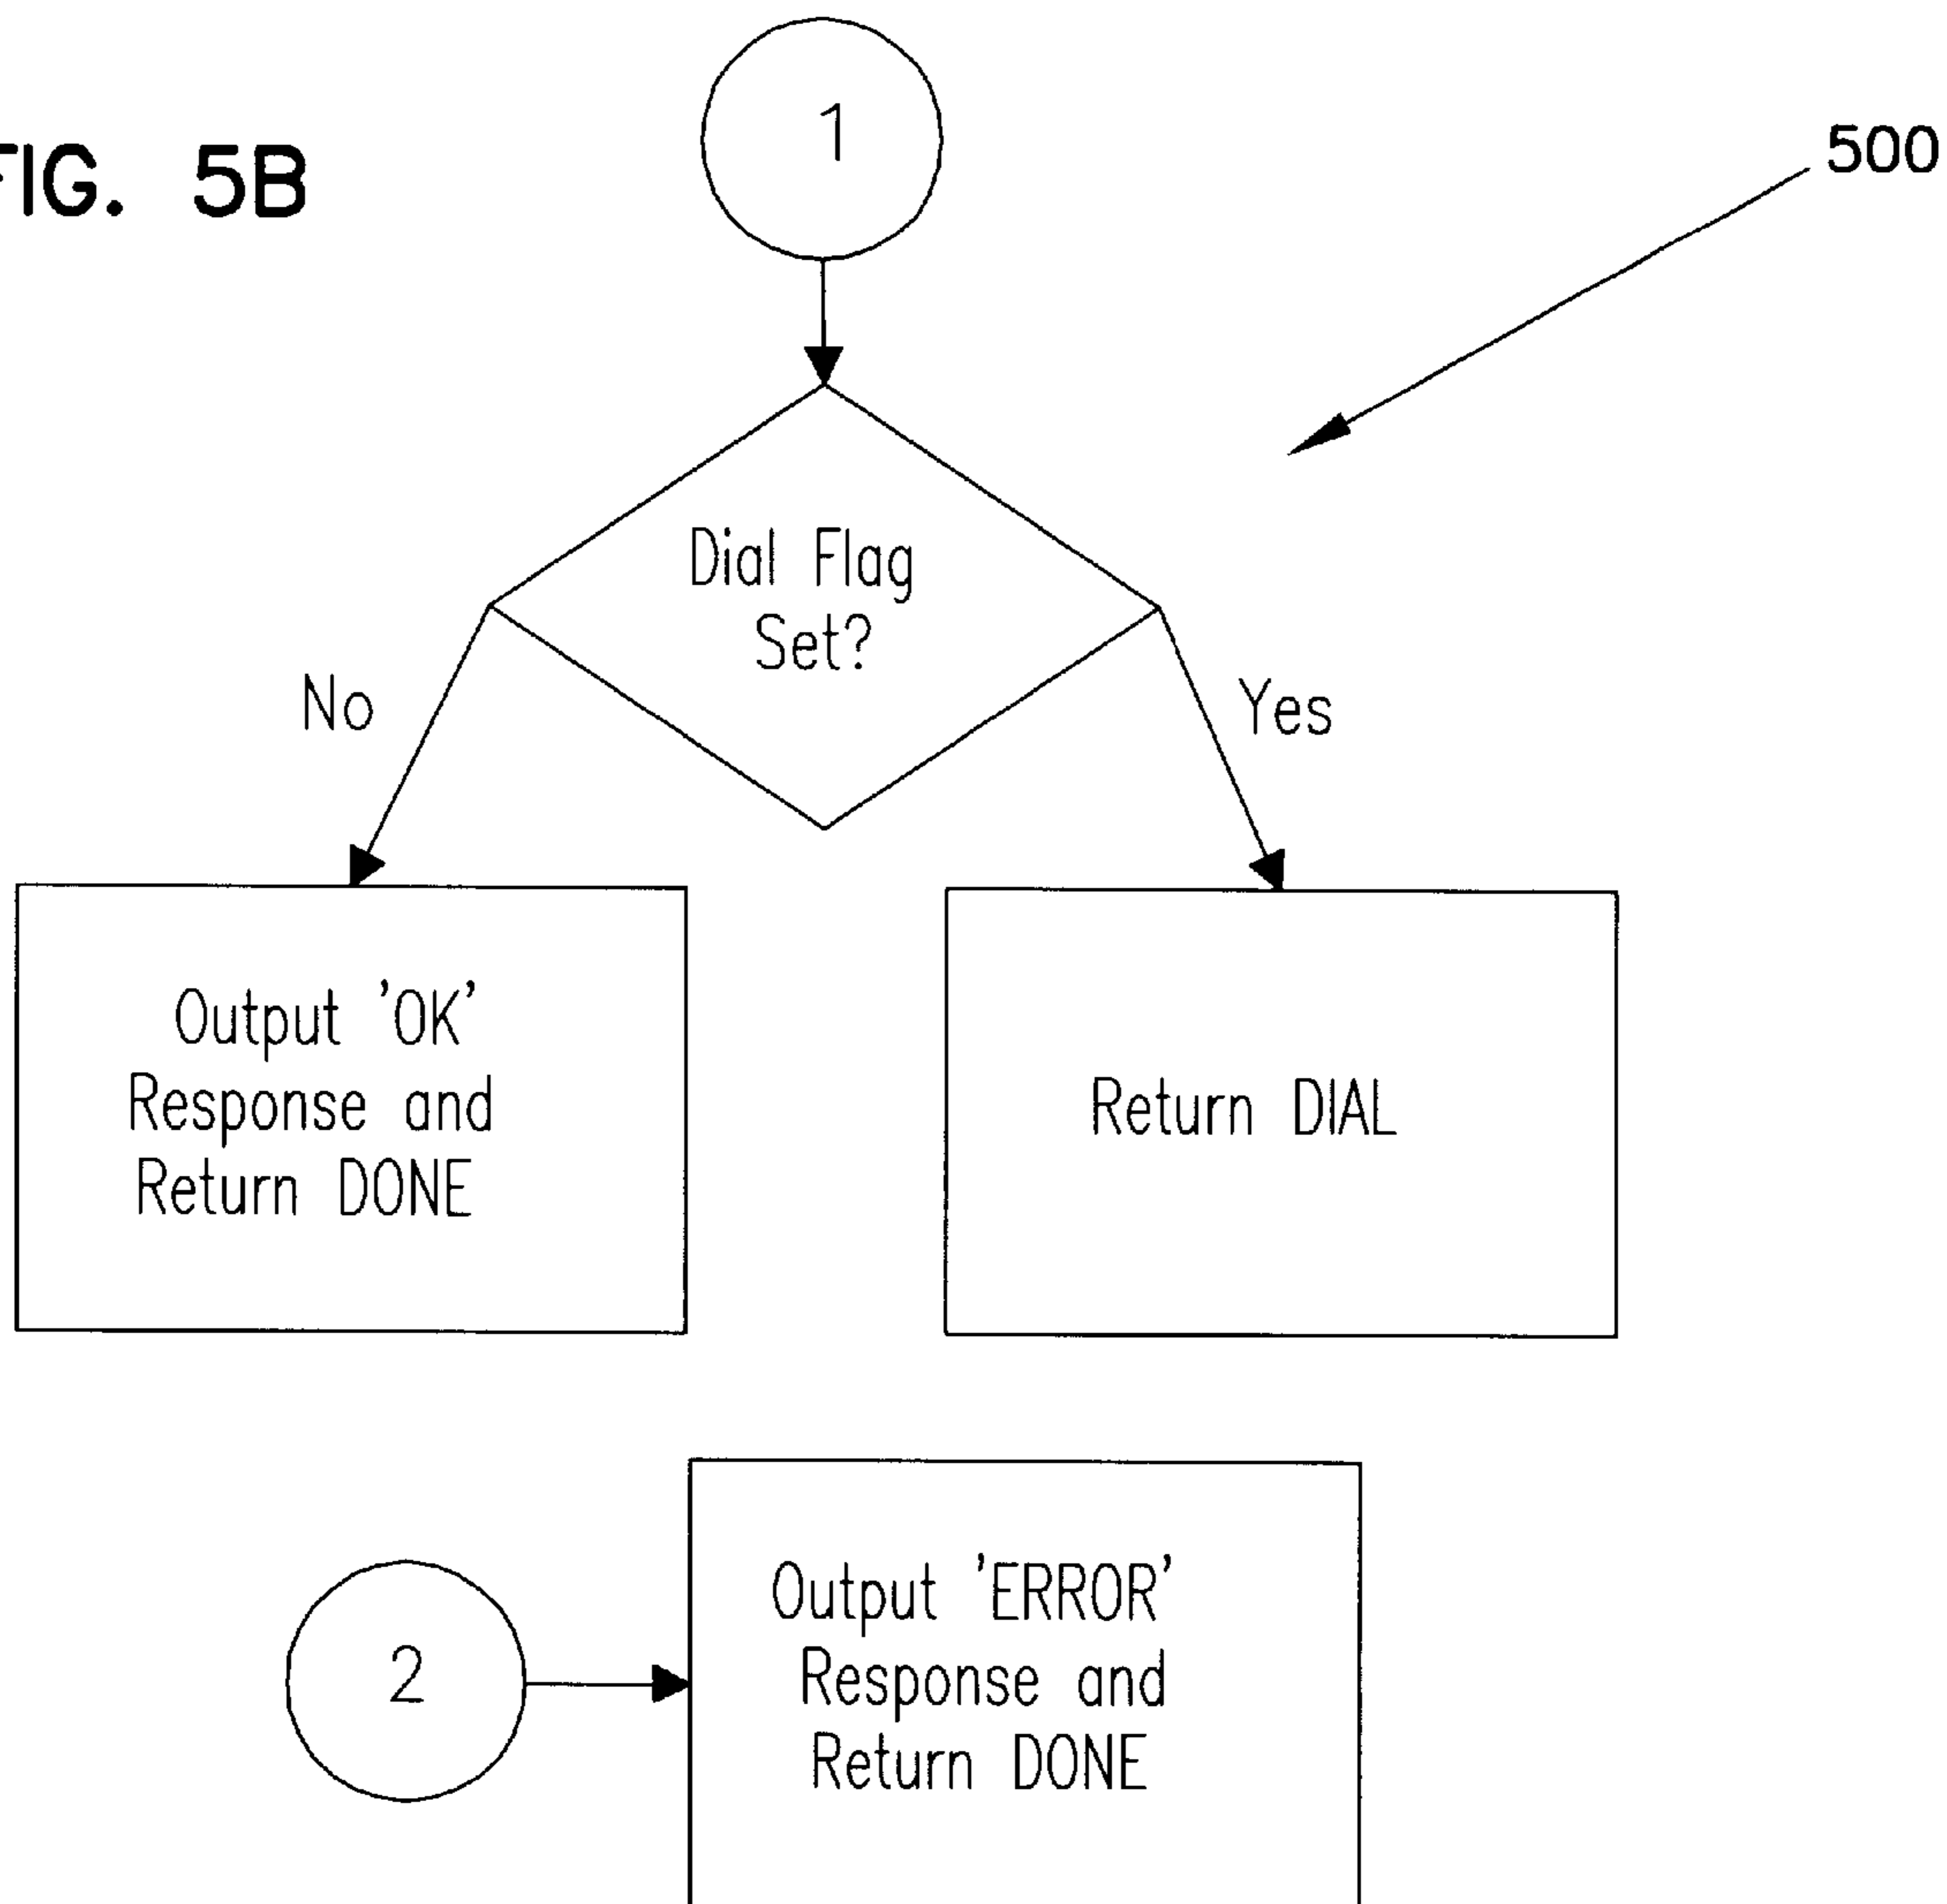 1
500
FIG. 5B
Dial Flag
Set?
No
Yes
Output 'OK'
Response and
Return DONE
Return DIAL
2
Output 'ERROR'
Response and
Return DONE